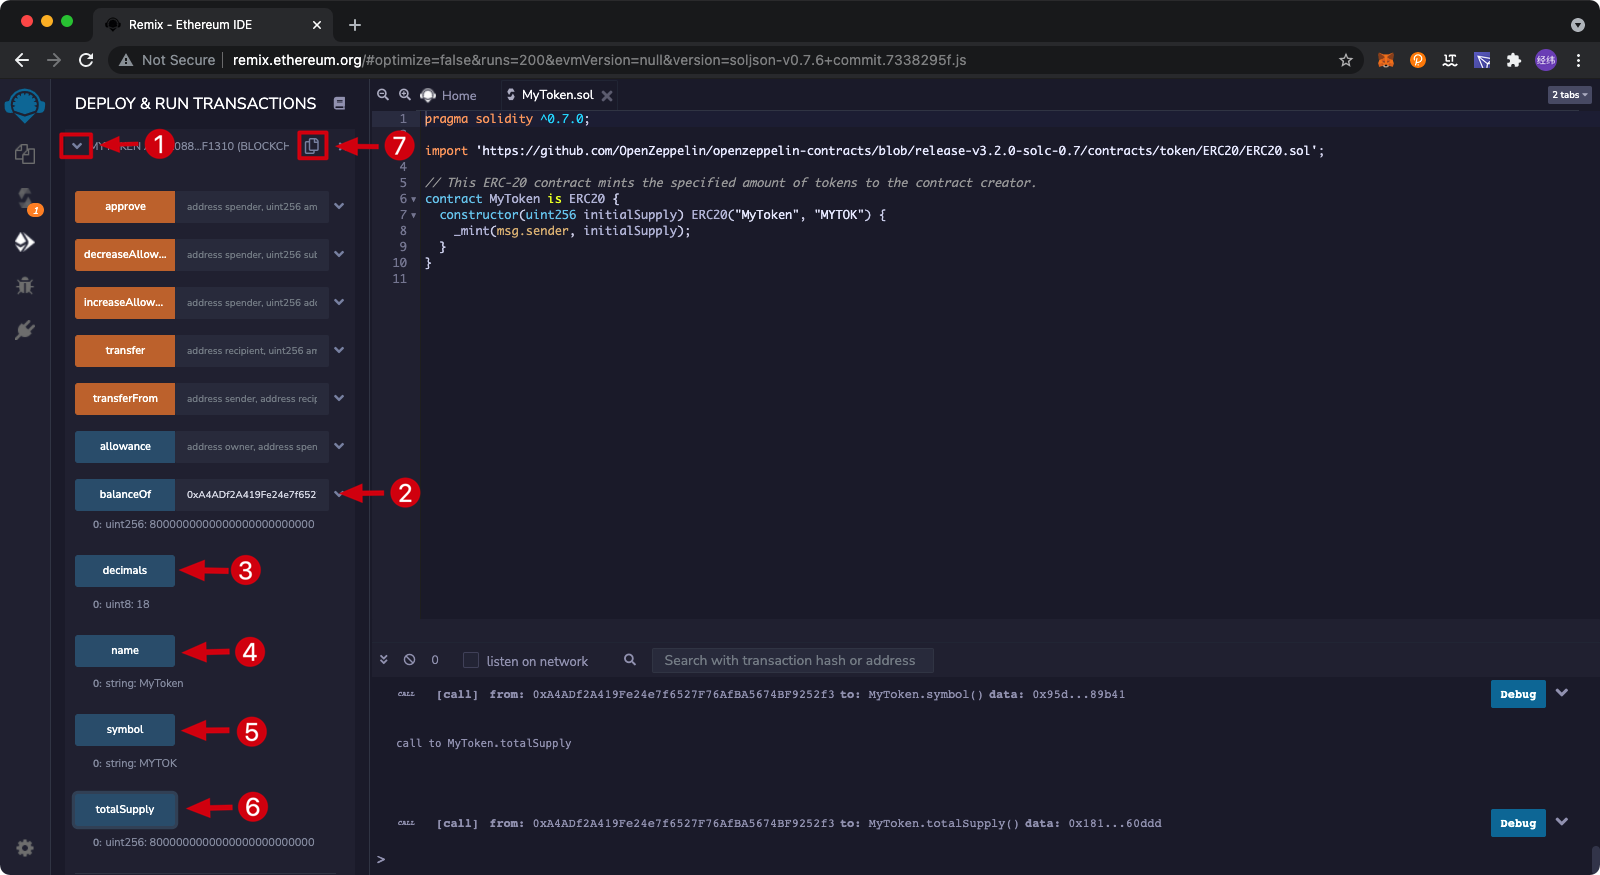 Remix - Ethereum IDE
Not Secure
remix.ethereum.org/#optimize=false&runs=200&evmVersion=null&version=soljson-v0.7.6+commit.7338295f.js
经纬
DEPLOY & RUN TRANSACTIONS
1
088...F1310 (BLOCKCH
7
approve
address spender, uint256 am
decreaseAllow...
address spender, uint256 sub
increaseAllow...
address spender, uint256 add
transfer
address recipient, uint256 am
transferFrom
address sender, address recip
allowance
address owner, address spen
balanceOf
0xA4ADf2A419Fe24e7f652
2
0: uint256: 8000000000000000000000000
decimals
3
0: uint8: 18
name
4
0: string: MyToken
symbol
5
0: string: MYTOK
totalSupply
6
0: uint256: 8000000000000000000000000
1
Home
MyToken.sol
2 tabs
1 pragma solidity ^0.7.0;
import 'https://github.com/OpenZeppelin/openzeppelin-contracts/blob/release-v3.2.0-solc-0.7/contracts/token/ERC20/ERC20.sol';
4
5 // This ERC-20 contract mints the specified amount of tokens to the contract creator.
6 contract MyToken is ERC20 {
7 constructor(uint256 initialSupply) ERC20("MyToken", "MYTOK") {
8 _mint(msg.sender, initialSupply);
9 }
10 }
11
0
listen on network
Search with transaction hash or address
CALL [call] from: 0xA4ADf2A419Fe24e7f6527F76AfBA5674BF9252f3 to: MyToken.symbol() data: 0x95d...89b41
Debug
call to MyToken.totalSupply
CALL [call] from: 0xA4ADf2A419Fe24e7f6527F76AfBA5674BF9252f3 to: MyToken.totalSupply() data: 0x181...60ddd
Debug
>